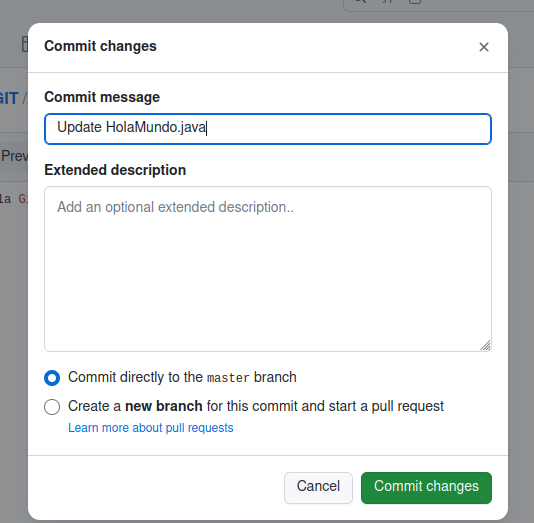 Commit changes
GIT /
Commit message
Update HolaMundo.java
Prev
Extended description
la G
Add an optional extended description..
Commit directly to the master branch
Create a new branch for this commit and start a pull request
Learn more about pull requests
Cancel
Commit changes